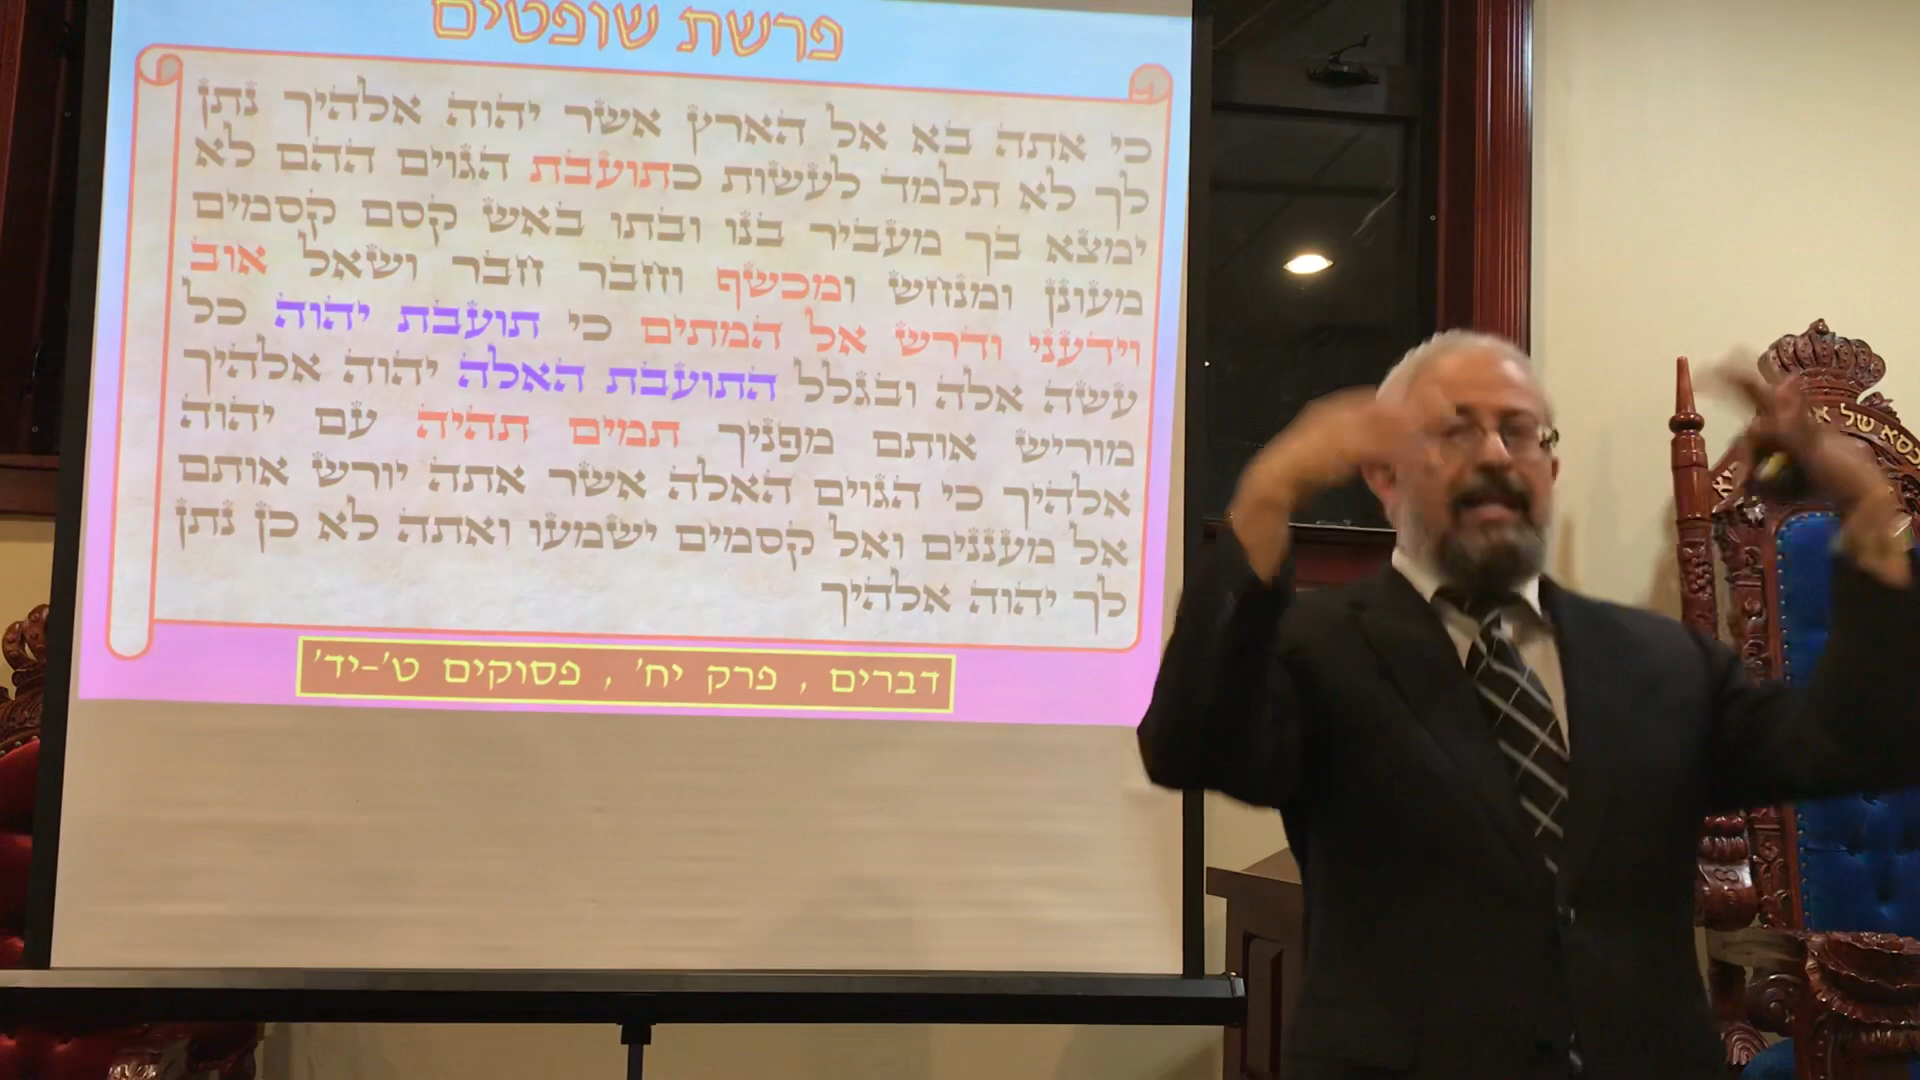 פרשת שופטים
כי אתה בא אל הארץ אשר יהוה אלהיך נתן
לך לא תלמד לעשות כתועבת הגוים ההם לא
ימצא בך מעביר בנו ובתו באש קסם קסמים
מעונן ומנחש ומכשף וחבר חבר ושאל אוב
וידעני ודרש אל המתים כי תועבת יהוה כל
עשה אלה ובגלל התועבת האלה יהוה אלהיך
מוריש אותם מפניך תמים תהיה עם יהוה
אלהיך כי הגוים האלה אשר אתה יורש אותם
אל מעננים ואל קסמים ישמעו ואתה לא כן נתן
לך יהוה אלהיך
דברים , פרק יח' , פסוקים ט'-יד'
כסא של